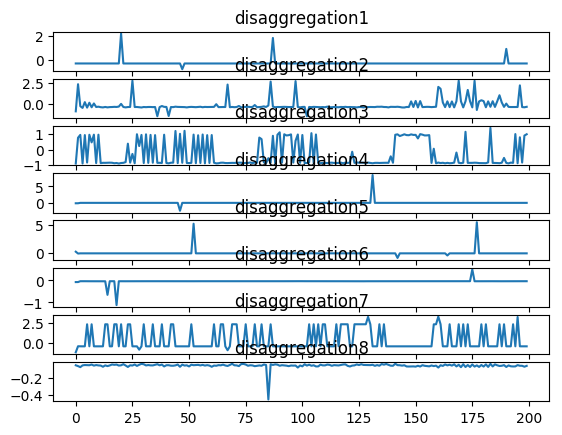 disaggregation1
2
0
disaggregation2
2.5
0.0
disaggregation3
1
0
−1
disaggregation4
5
0
disaggregation5
5
0
disaggregation6
0
−1
disaggregation7
2.5
0.0
disaggregation8
−0.2
−0.4
0 25 50 75 100 125 150 175 200